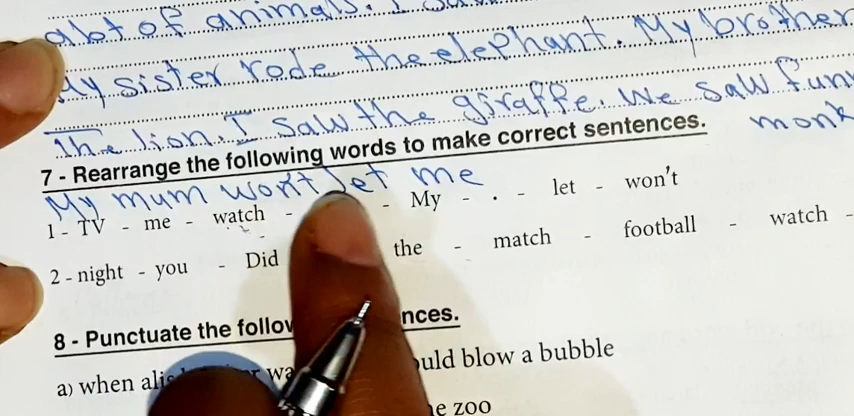 abt of animals. I
My sister rode the elephant. My brother
The lion. I saw the giraffe. We saw
monk
7 - Rearrange the following words to make correct sentences.
My mum won't let me
1 - TV - me - watch - - My - . - let - won't
2 - night - you - Did the - match - football - watch -
8 - Punctuate the follow nces.
a) when ali wa ould blow a bubble
e zoo